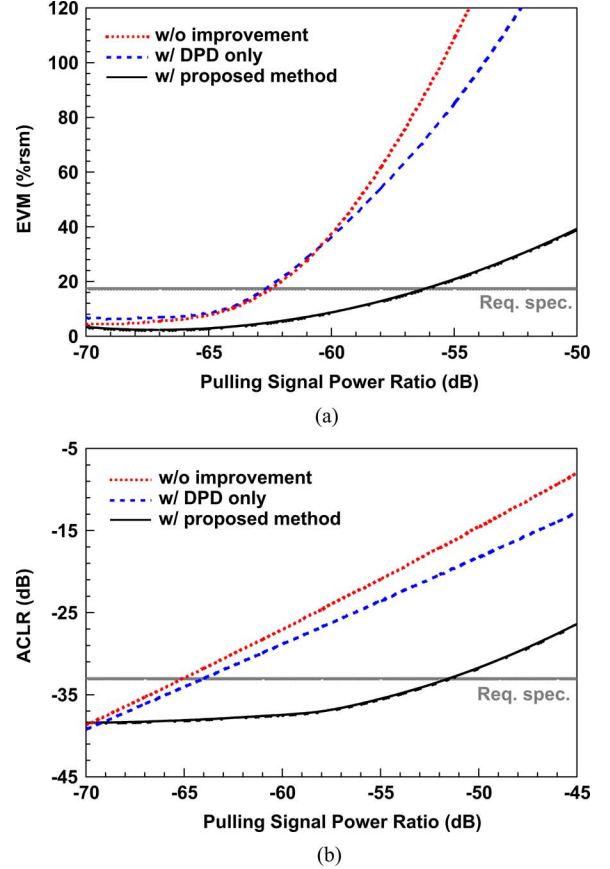 120
100
80
60
40
20
0
EVM (%rsm)
w/o improvement
w/ DPD only
w/ proposed method
Req. spec.
-70
-65
-60
-55
-50
Pulling Signal Power Ratio (dB)
(a)
-5
-15
-25
-35
-45
ACLR (dB)
w/o improvement
w/ DPD only
w/ proposed method
Req. spec.
-70
-65
-60
-55
-50
-45
Pulling Signal Power Ratio (dB)
(b)